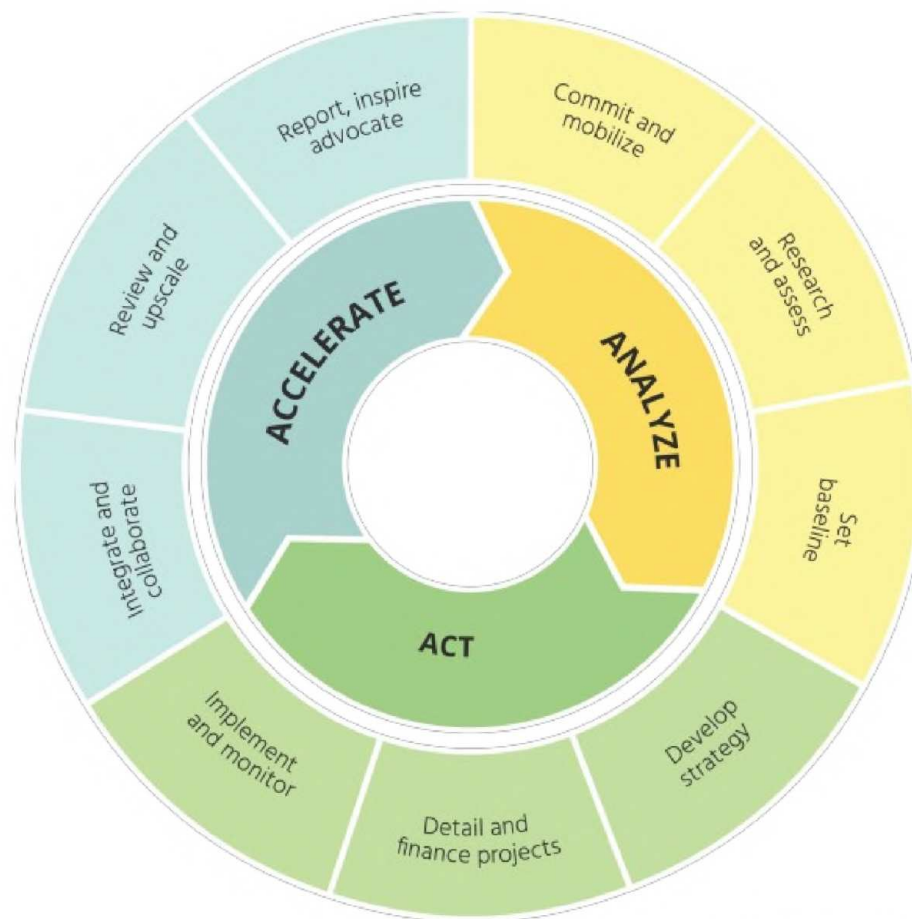 Commit and
mobilize
Research
and assess
Set
baseline
Develop
strategy
Detail and
finance projects
Implement
and monitor
Integrate and
collaborate
Review and
upscale
Report, inspire
advocate
ANALYZE
ACT
ACCELERATE